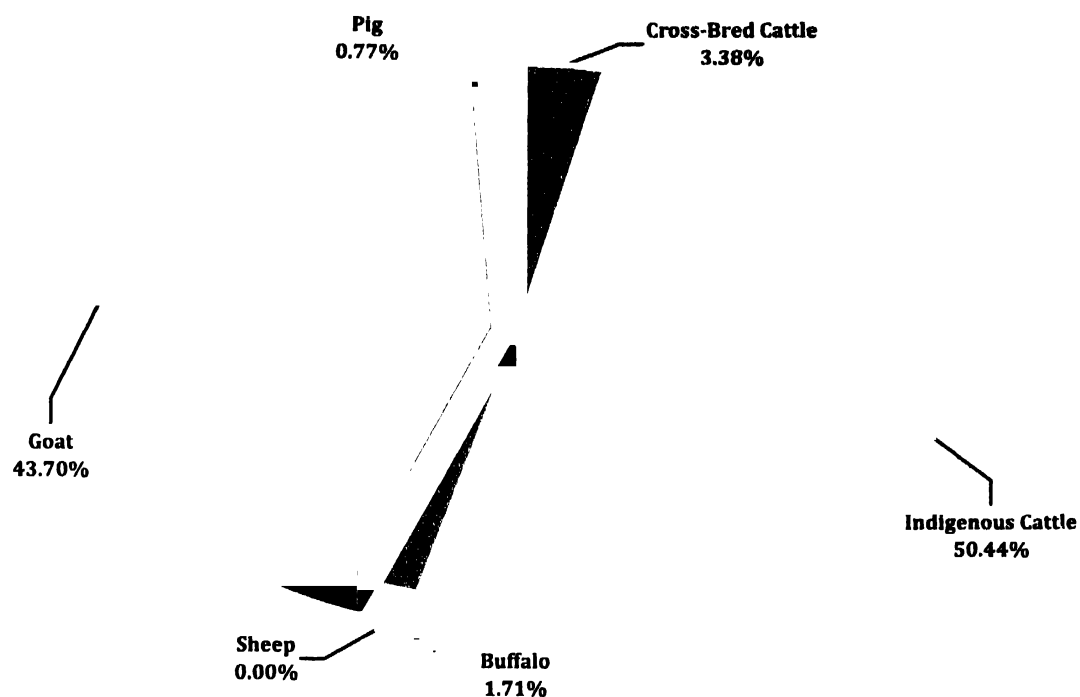 Pig
0.77%
Cross-Bred Cattle
3.38%
Goat
43.70%
Indigenous Cattle
50.44%
Sheep
0.00%
Buffalo
1.71%